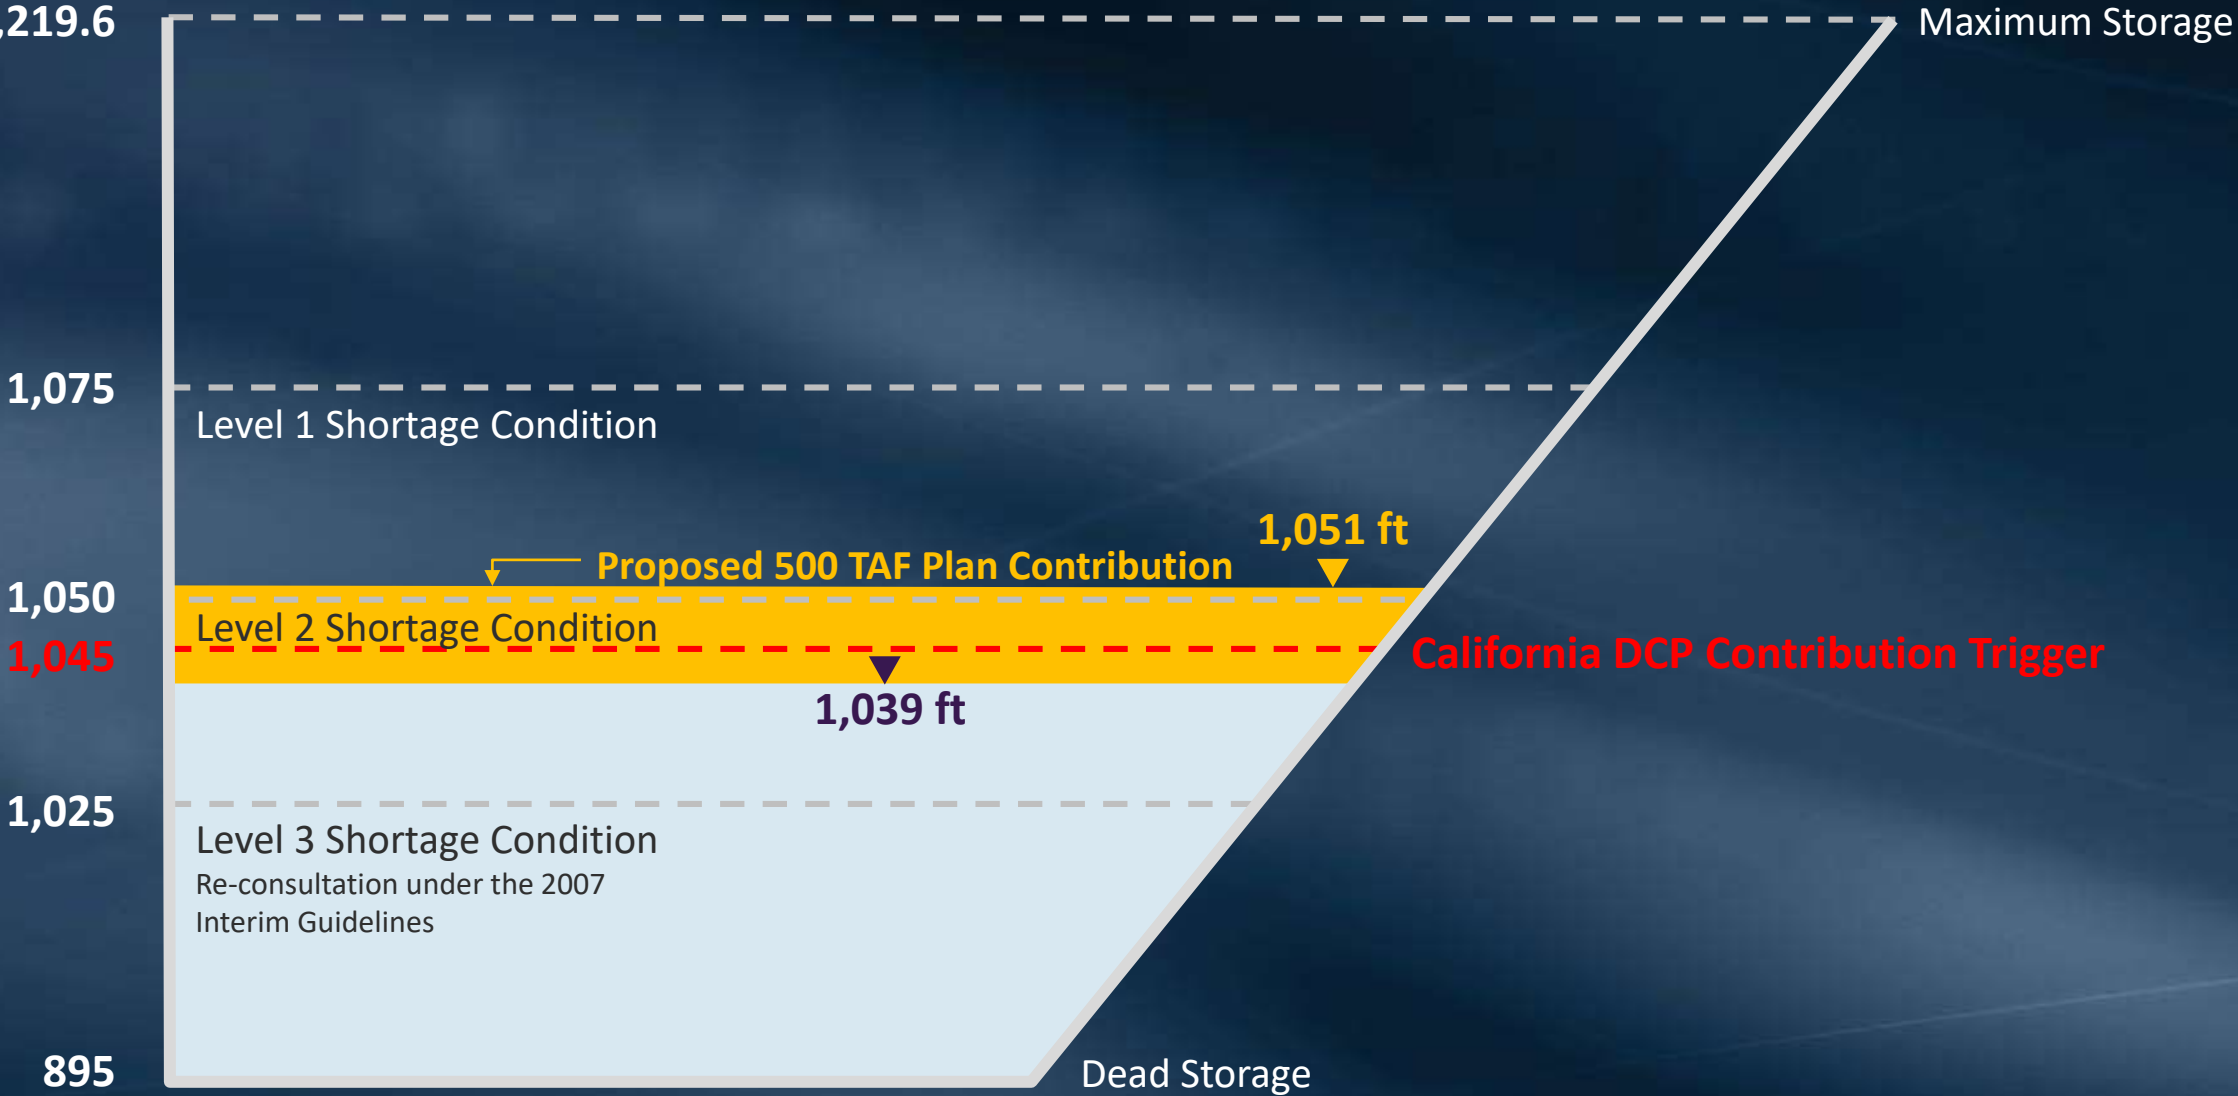 ,219.6
Maximum Storage
1,075
Level 1 Shortage Condition
1,051 ft
Proposed 500 TAF Plan Contribution
1,050
Level 2 Shortage Condition
1,045
California DCP Contribution Trigger
1,039 ft
1,025
Level 3 Shortage Condition
Re-consultation under the 2007
Interim Guidelines
895
Dead Storage